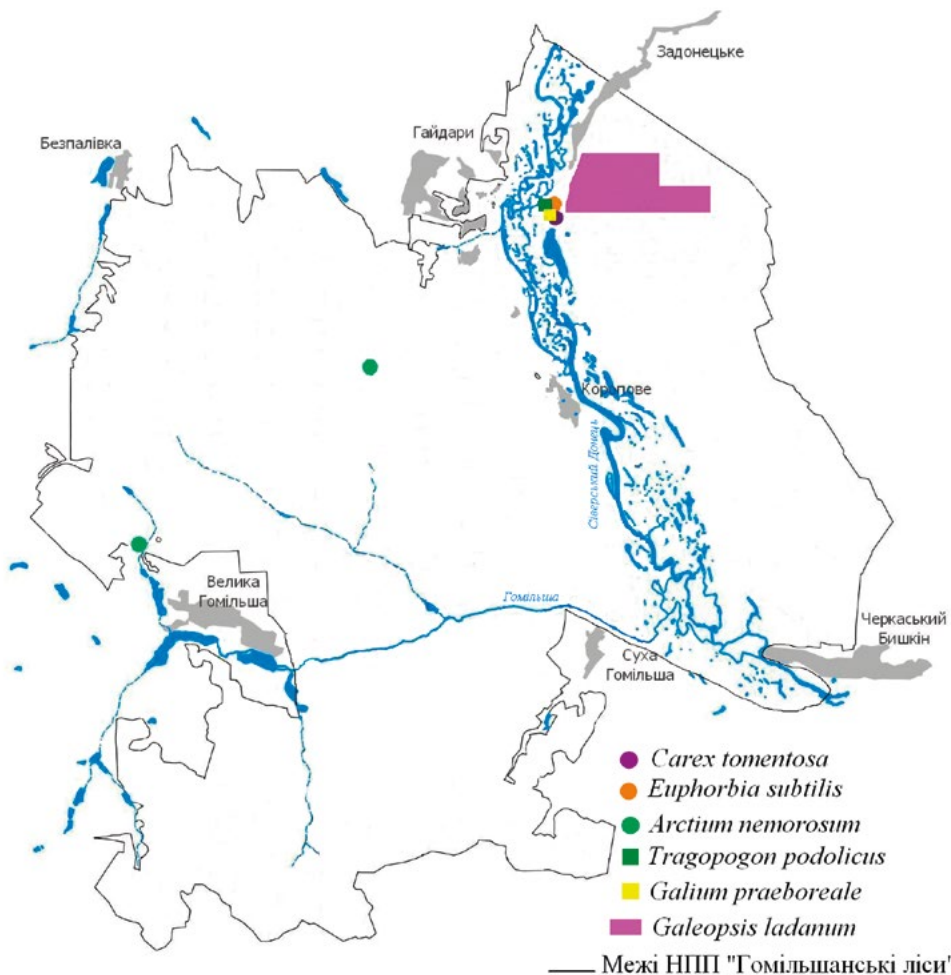 Задонецьке
Гайдари
Безпалівка
Коропове
Сіверський Донець
Велика
Гомільша
Гомільша
Черкаський
Бишкін
Суха
Гомільша
Carex tomentosa
Euphorbia subtilis
Arctium nemorosum
Tragopogon podolicus
Galium praeboreale
Galeopsis ladanum
Межі НПП "Гомільшанські ліси"